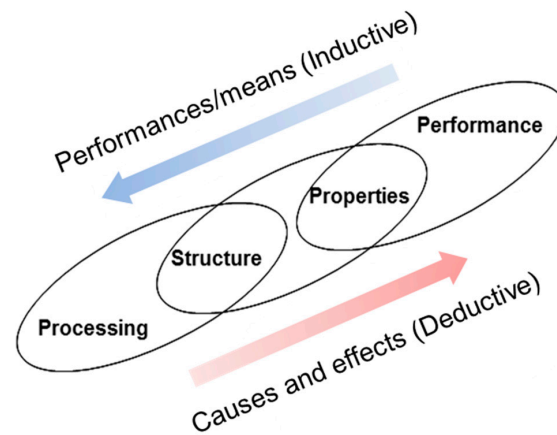 Performances/means (Inductive)
Performance
Properties
Structure
Processing
Causes and effects (Deductive)